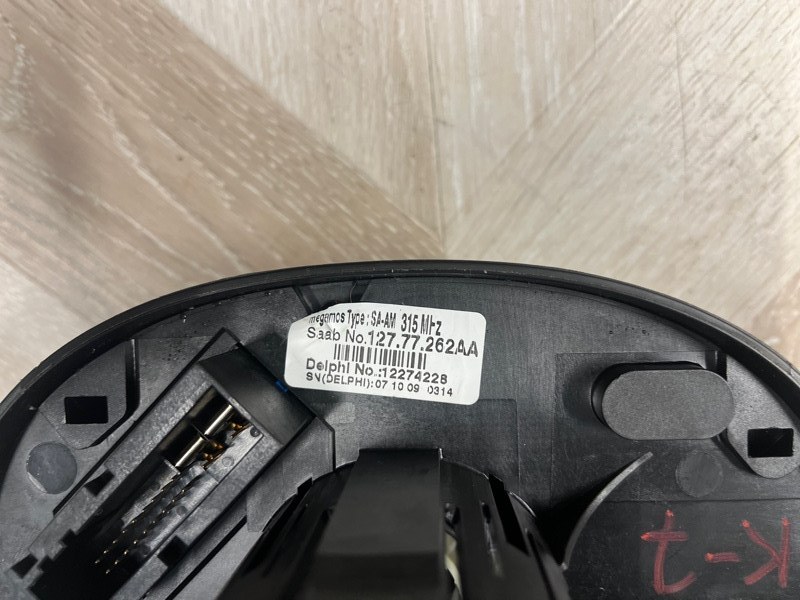 megamos Type: SA-AM 315 MHz
Saab No.127.77.262AA
Delphi No.:12274228
SN(DELPHI):07 10 09 0314
K-7